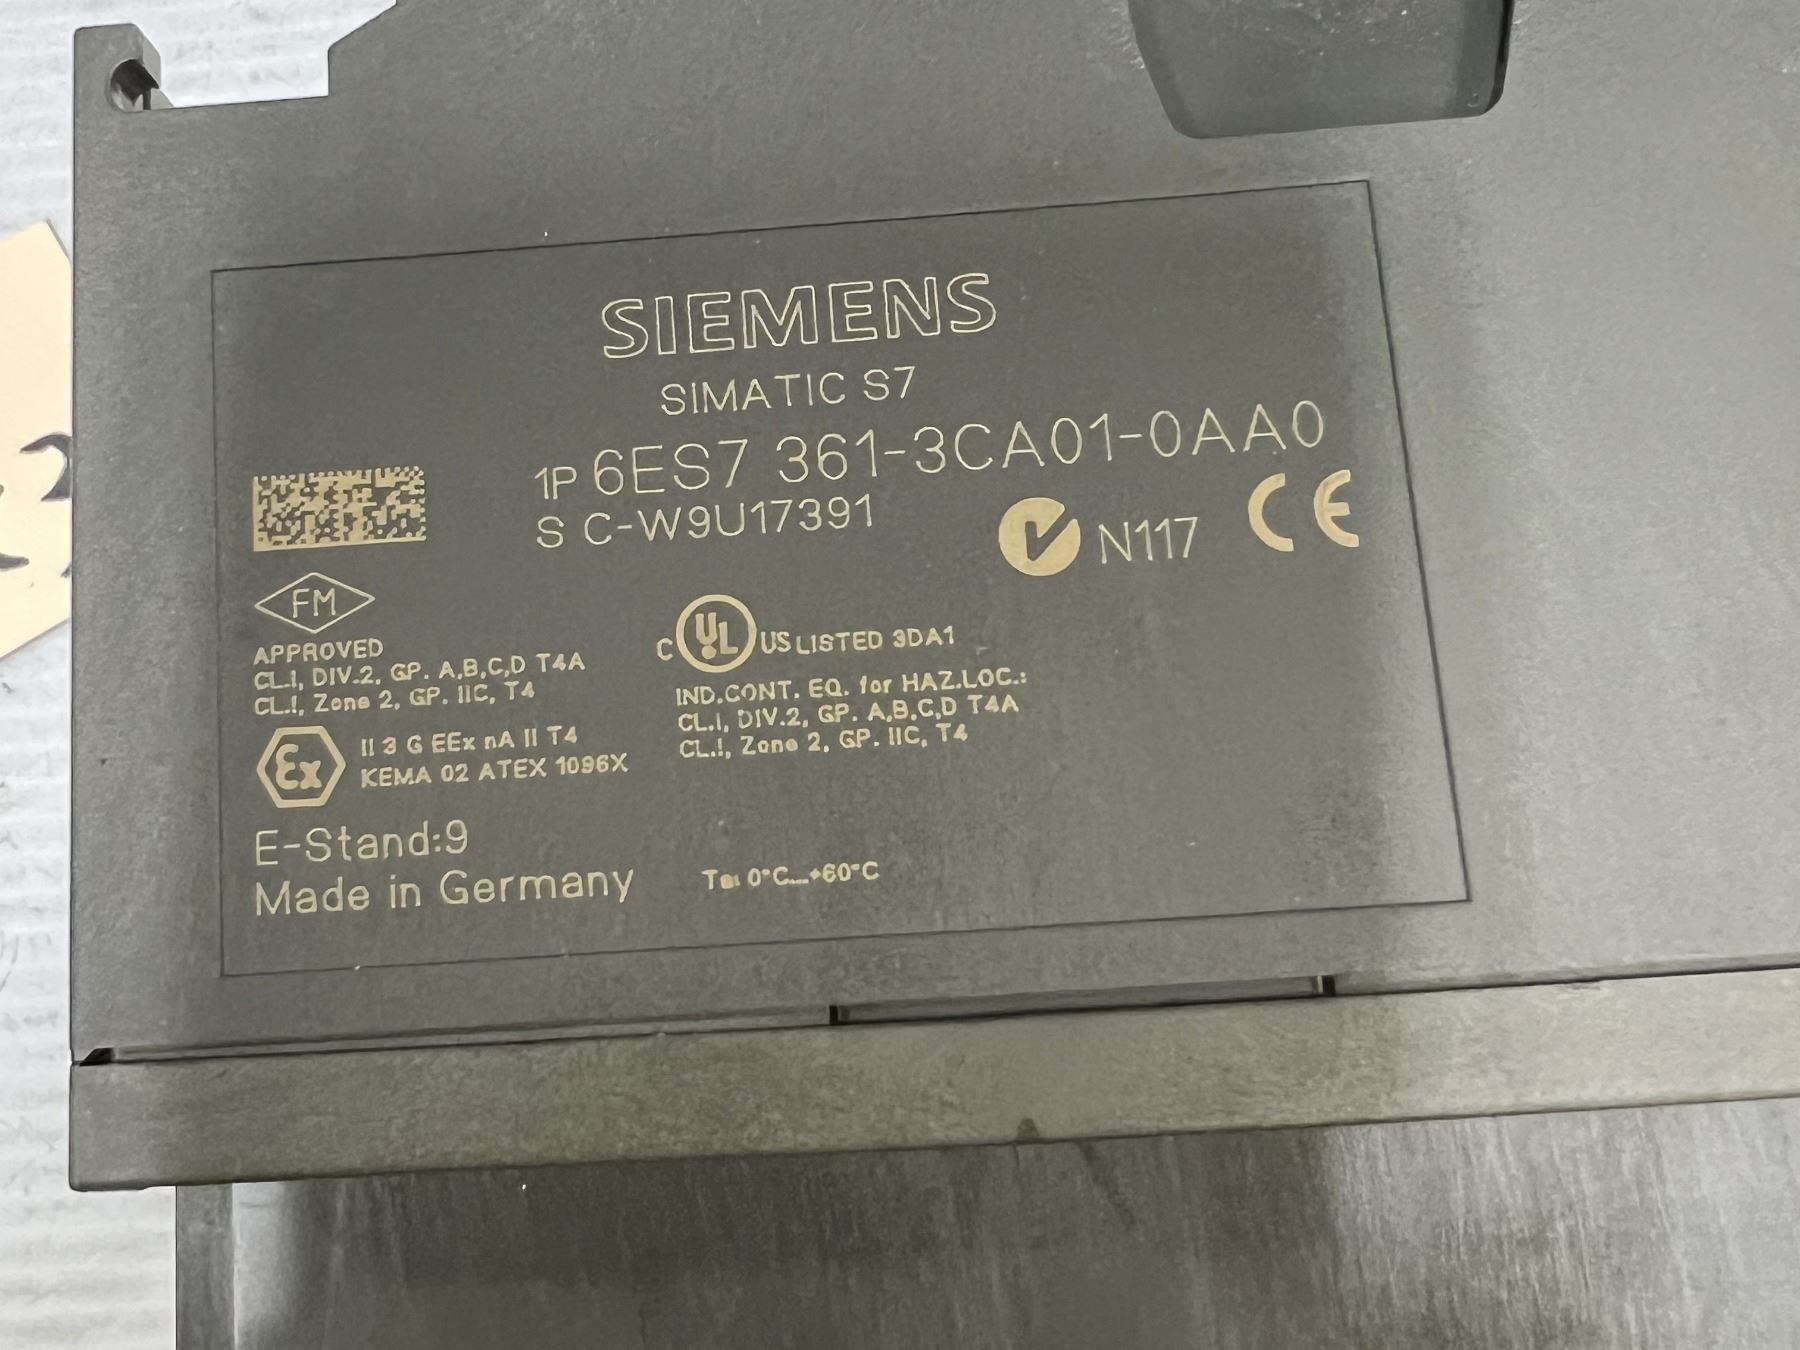 SIEMENS
SIMATIC S7
1P 6ES7 361-3CA01-0AA0
S C-W9U17391
N117 CE
FM
APPROVED
CL.I, DIV.2, GP. A,B,C,D T4A
CL.I, Zone 2, GP. IIC, T4
C UL US LISTED 3DA1
IND.CONT. EQ. for HAZ.LOC.:
CL.I, DIV.2, GP. A,B,C,D T4A
CL.I, Zone 2, GP. IIC, T4
Ex II 3 G EEx nA II T4
KEMA 02 ATEX 1096X
E-Stand:9
Made in Germany
Ta: 0°C...+60°C